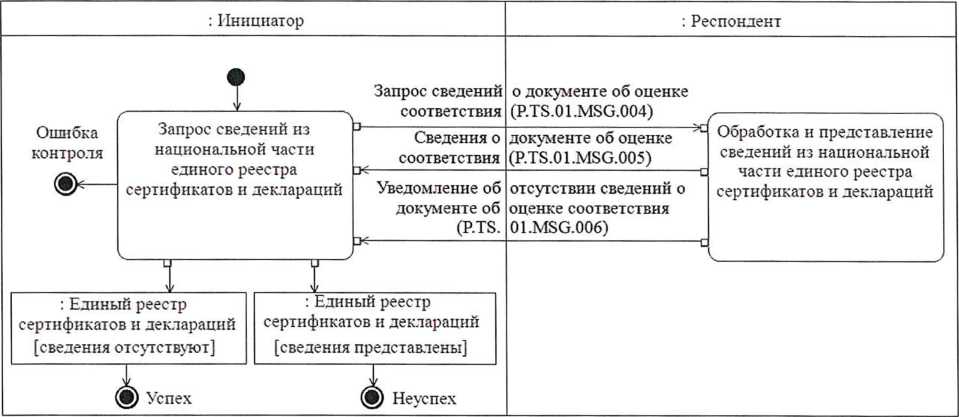 : Инициатор
: Респондент
Запрос сведений о документе об оценке
соответствия (P.TS.01.MSG.004)
Ошибка
контроля
Запрос сведений из
национальной части
единого реестра
сертификатов и деклараций
Сведения о документе об оценке
соответствия (P.TS.01.MSG.005)
Обработка и представление
сведений из национальной
части единого реестра
сертификатов и деклараций
Уведомление об отсутствии сведений о
документе об оценке соответствия
(P.TS. 01.MSG.006)
: Единый реестр
сертификатов и деклараций
[сведения отсутствуют]
: Единый реестр
сертификатов и деклараций
[сведения представлены]
Успех
Неуспех